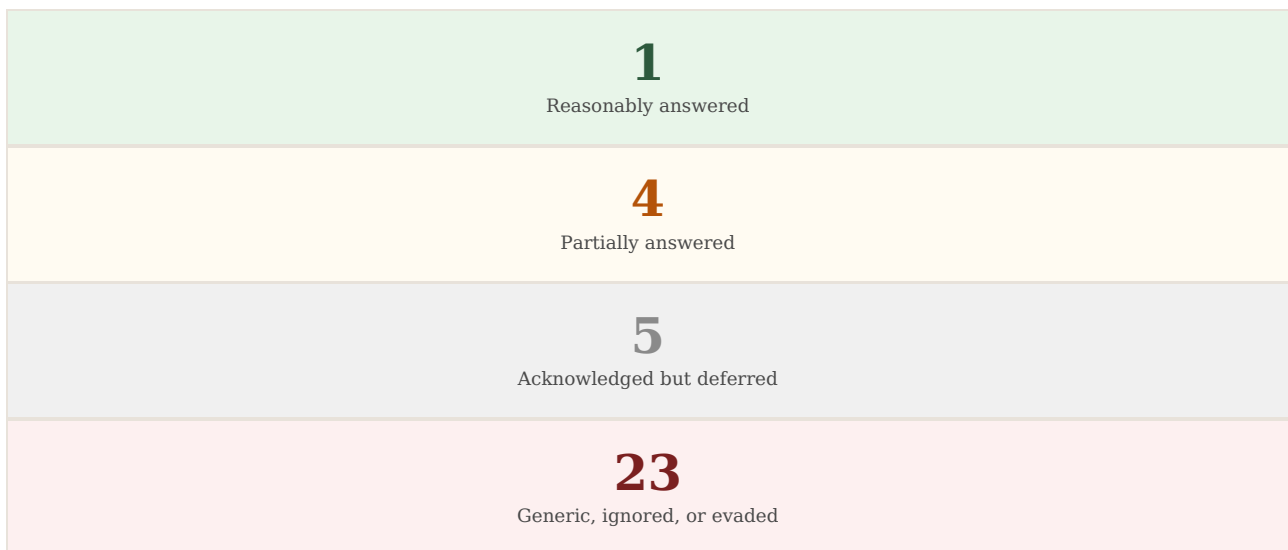 1
Reasonably answered
4
Partially answered
5
Acknowledged but deferred
23
Generic, ignored, or evaded